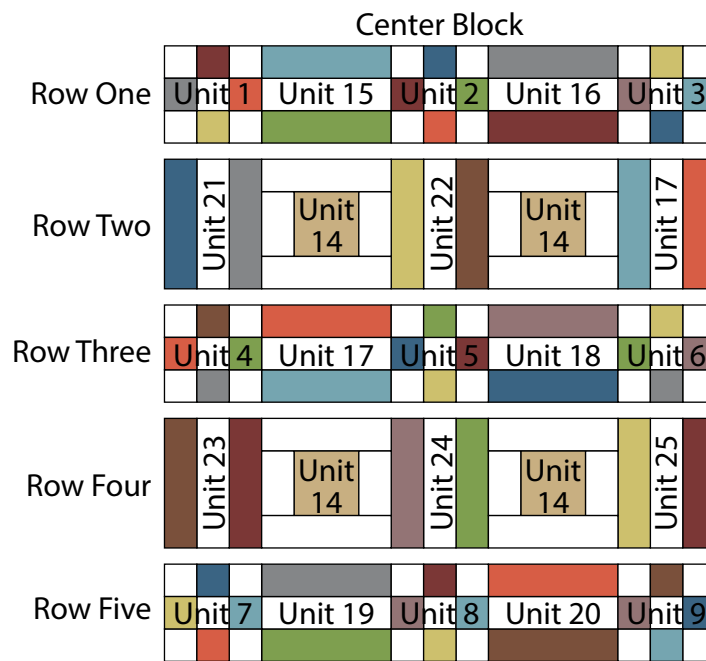 Center Block
Row One
Unit 1
Unit 15
Unit 2
Unit 16
Unit 3
Row Two
Unit 21
Unit
14
Unit 22
Unit
14
Unit 17
Row Three
Unit 4
Unit 17
Unit 5
Unit 18
Unit 6
Row Four
Unit 23
Unit
14
Unit 24
Unit
14
Unit 25
Row Five
Unit 7
Unit 19
Unit 8
Unit 20
Unit 9